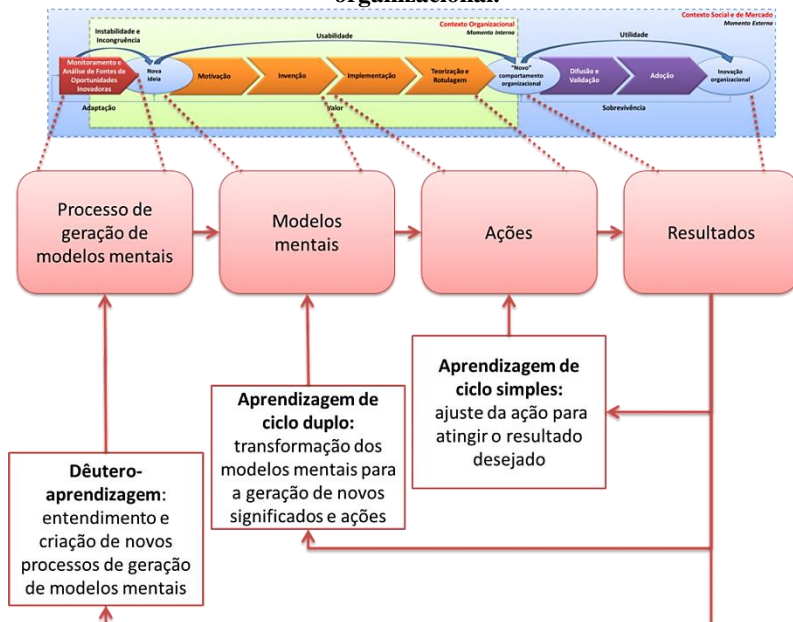 organizacional.
Contexto Social e de Mercado
Momento Externo
Instabilidade e
Incongruência
Usabilidade
Contexto Organizacional
Momento Interno
Utilidade
Monitoramento e
Análise de Fontes de
Oportunidades
Inovadoras
Nova
Ideia
Motivação
Invenção
Implementação
Teorização e
Rotulagem
"Novo"
comportamento
organizacional
Difusão e
Validação
Adoção
Inovação
organizacional
Adaptação
Valor
Sobrevivência
Processo de
geração de
modelos mentais
Modelos
mentais
Ações
Resultados
Aprendizagem de
ciclo simples:
ajuste da ação para
atingir o resultado
desejado
Aprendizagem de
ciclo duplo:
transformação dos
modelos mentais para
a geração de novos
significados e ações
Dêutero-
aprendizagem:
entendimento e
criação de novos
processos de geração
de modelos mentais